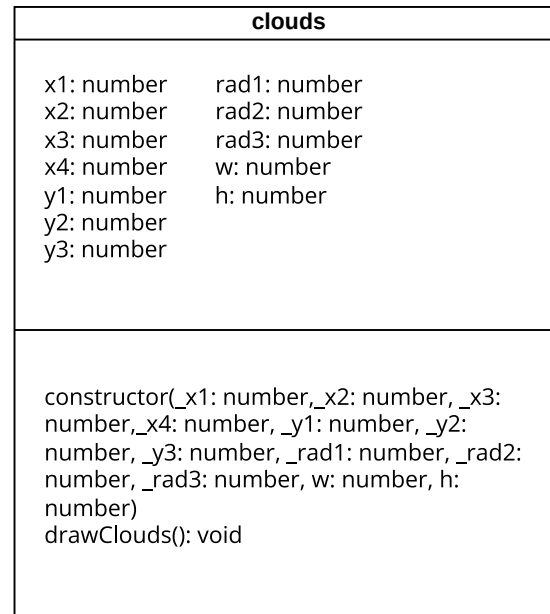 clouds
x1: number
x2: number
x3: number
x4: number
y1: number
y2: number
y3: number
rad1: number
rad2: number
rad3: number
w: number
h: number
constructor(_x1: number,_x2: number, _x3:
number,_x4: number, _y1: number, _y2:
number, _y3: number, _rad1: number, _rad2:
number, _rad3: number, w: number, h:
number)
drawClouds(): void